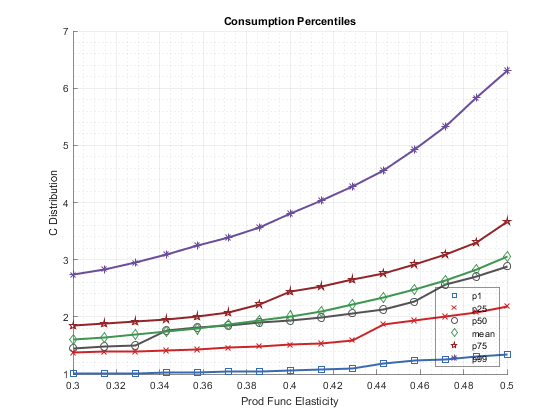 Consumption Percentiles
7
6
5
4
3
2
1
C Distribution
0.3
0.32
0.34
0.36
0.38
0.4
0.42
0.44
0.46
0.48
0.5
Prod Func Elasticity
p1
p25
p50
mean
p75
p99